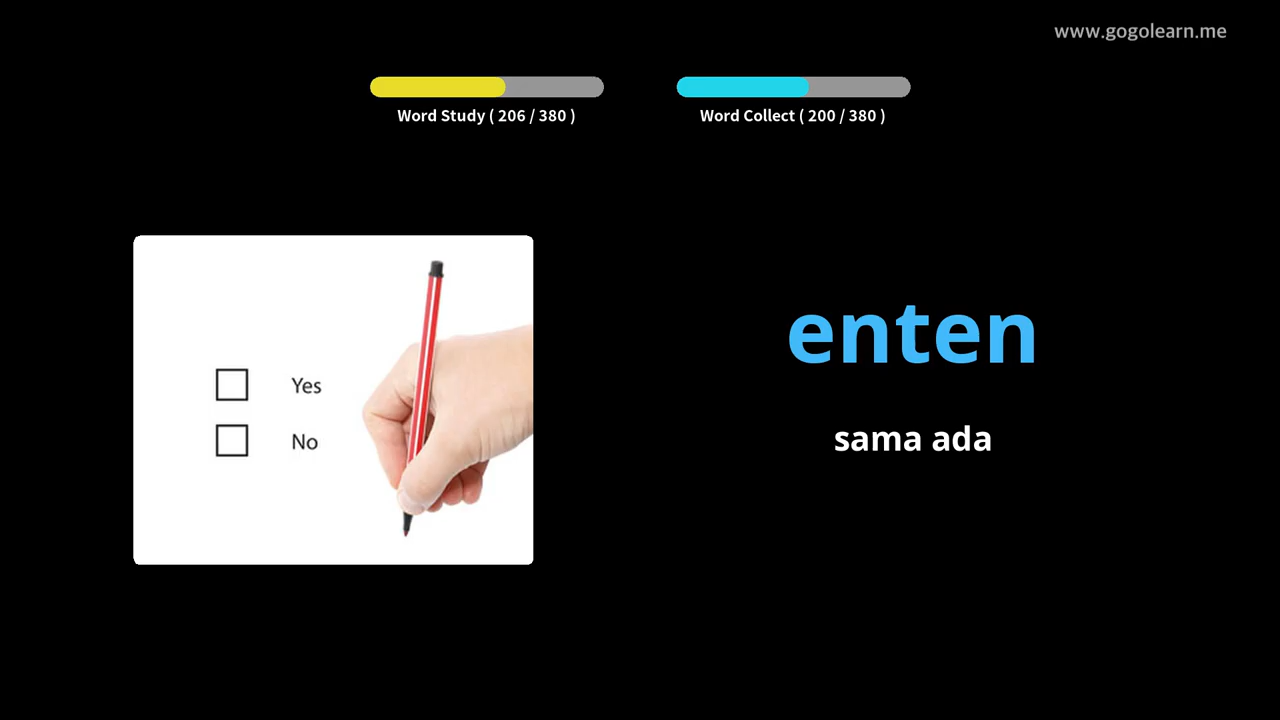 www.gogolearn.me
Word Study ( 206 / 380 )
Word Collect ( 200 / 380 )
Yes
No
enten
sama ada